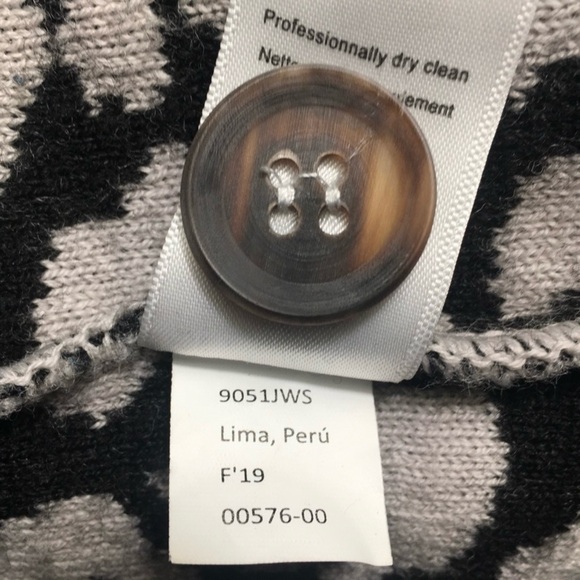 Professionnally dry clean
9051JWS
Lima, Perú
F'19
00576-00